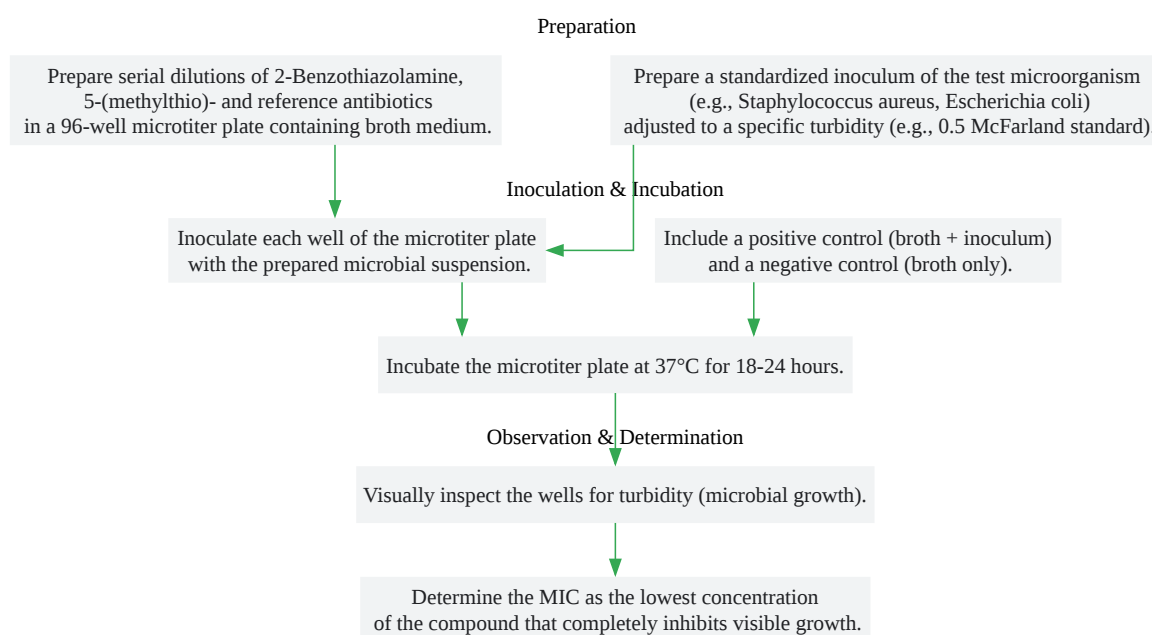 Preparation
Prepare serial dilutions of 2-Benzothiazolamine,
5-(methylthio)- and reference antibiotics
in a 96-well microtiter plate containing broth medium.
Prepare a standardized inoculum of the test microorganism
(e.g., Staphylococcus aureus, Escherichia coli)
adjusted to a specific turbidity (e.g., 0.5 McFarland standard).
Inoculation & Incubation
Inoculate each well of the microtiter plate
with the prepared microbial suspension.
Include a positive control (broth + inoculum)
and a negative control (broth only).
Incubate the microtiter plate at 37°C for 18-24 hours.
Observation & Determination
Visually inspect the wells for turbidity (microbial growth).
Determine the MIC as the lowest concentration
of the compound that completely inhibits visible growth.